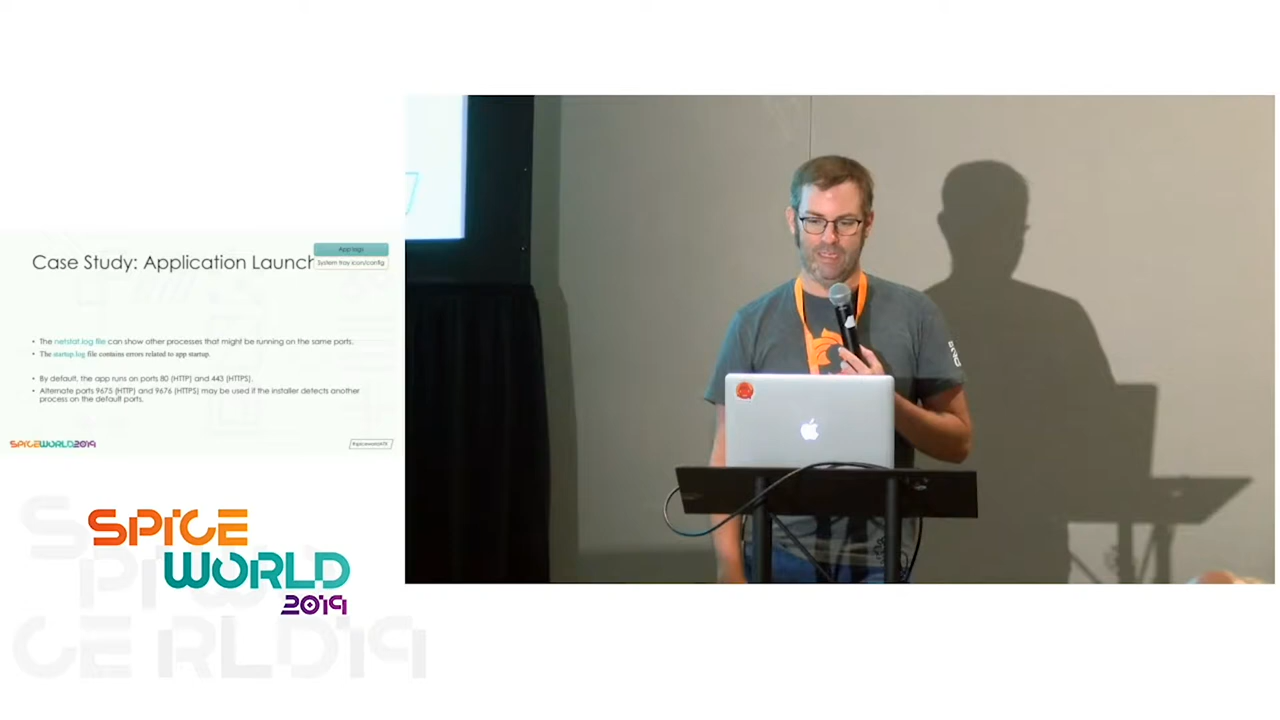 App logs
Case Study: Application Launch
System tray icon/config
• The netstat.log file can show other processes that might be running on the same ports.
• The startup.log file contains errors related to app startup.
• By default, the app runs on ports 80 (HTTP) and 443 (HTTPS).
• Alternate ports 9675 (HTTP) and 9676 (HTTPS) may be used if the installer detects another
process on the default ports.
SPICEWORLD2019
SPICE
WORLD
2019